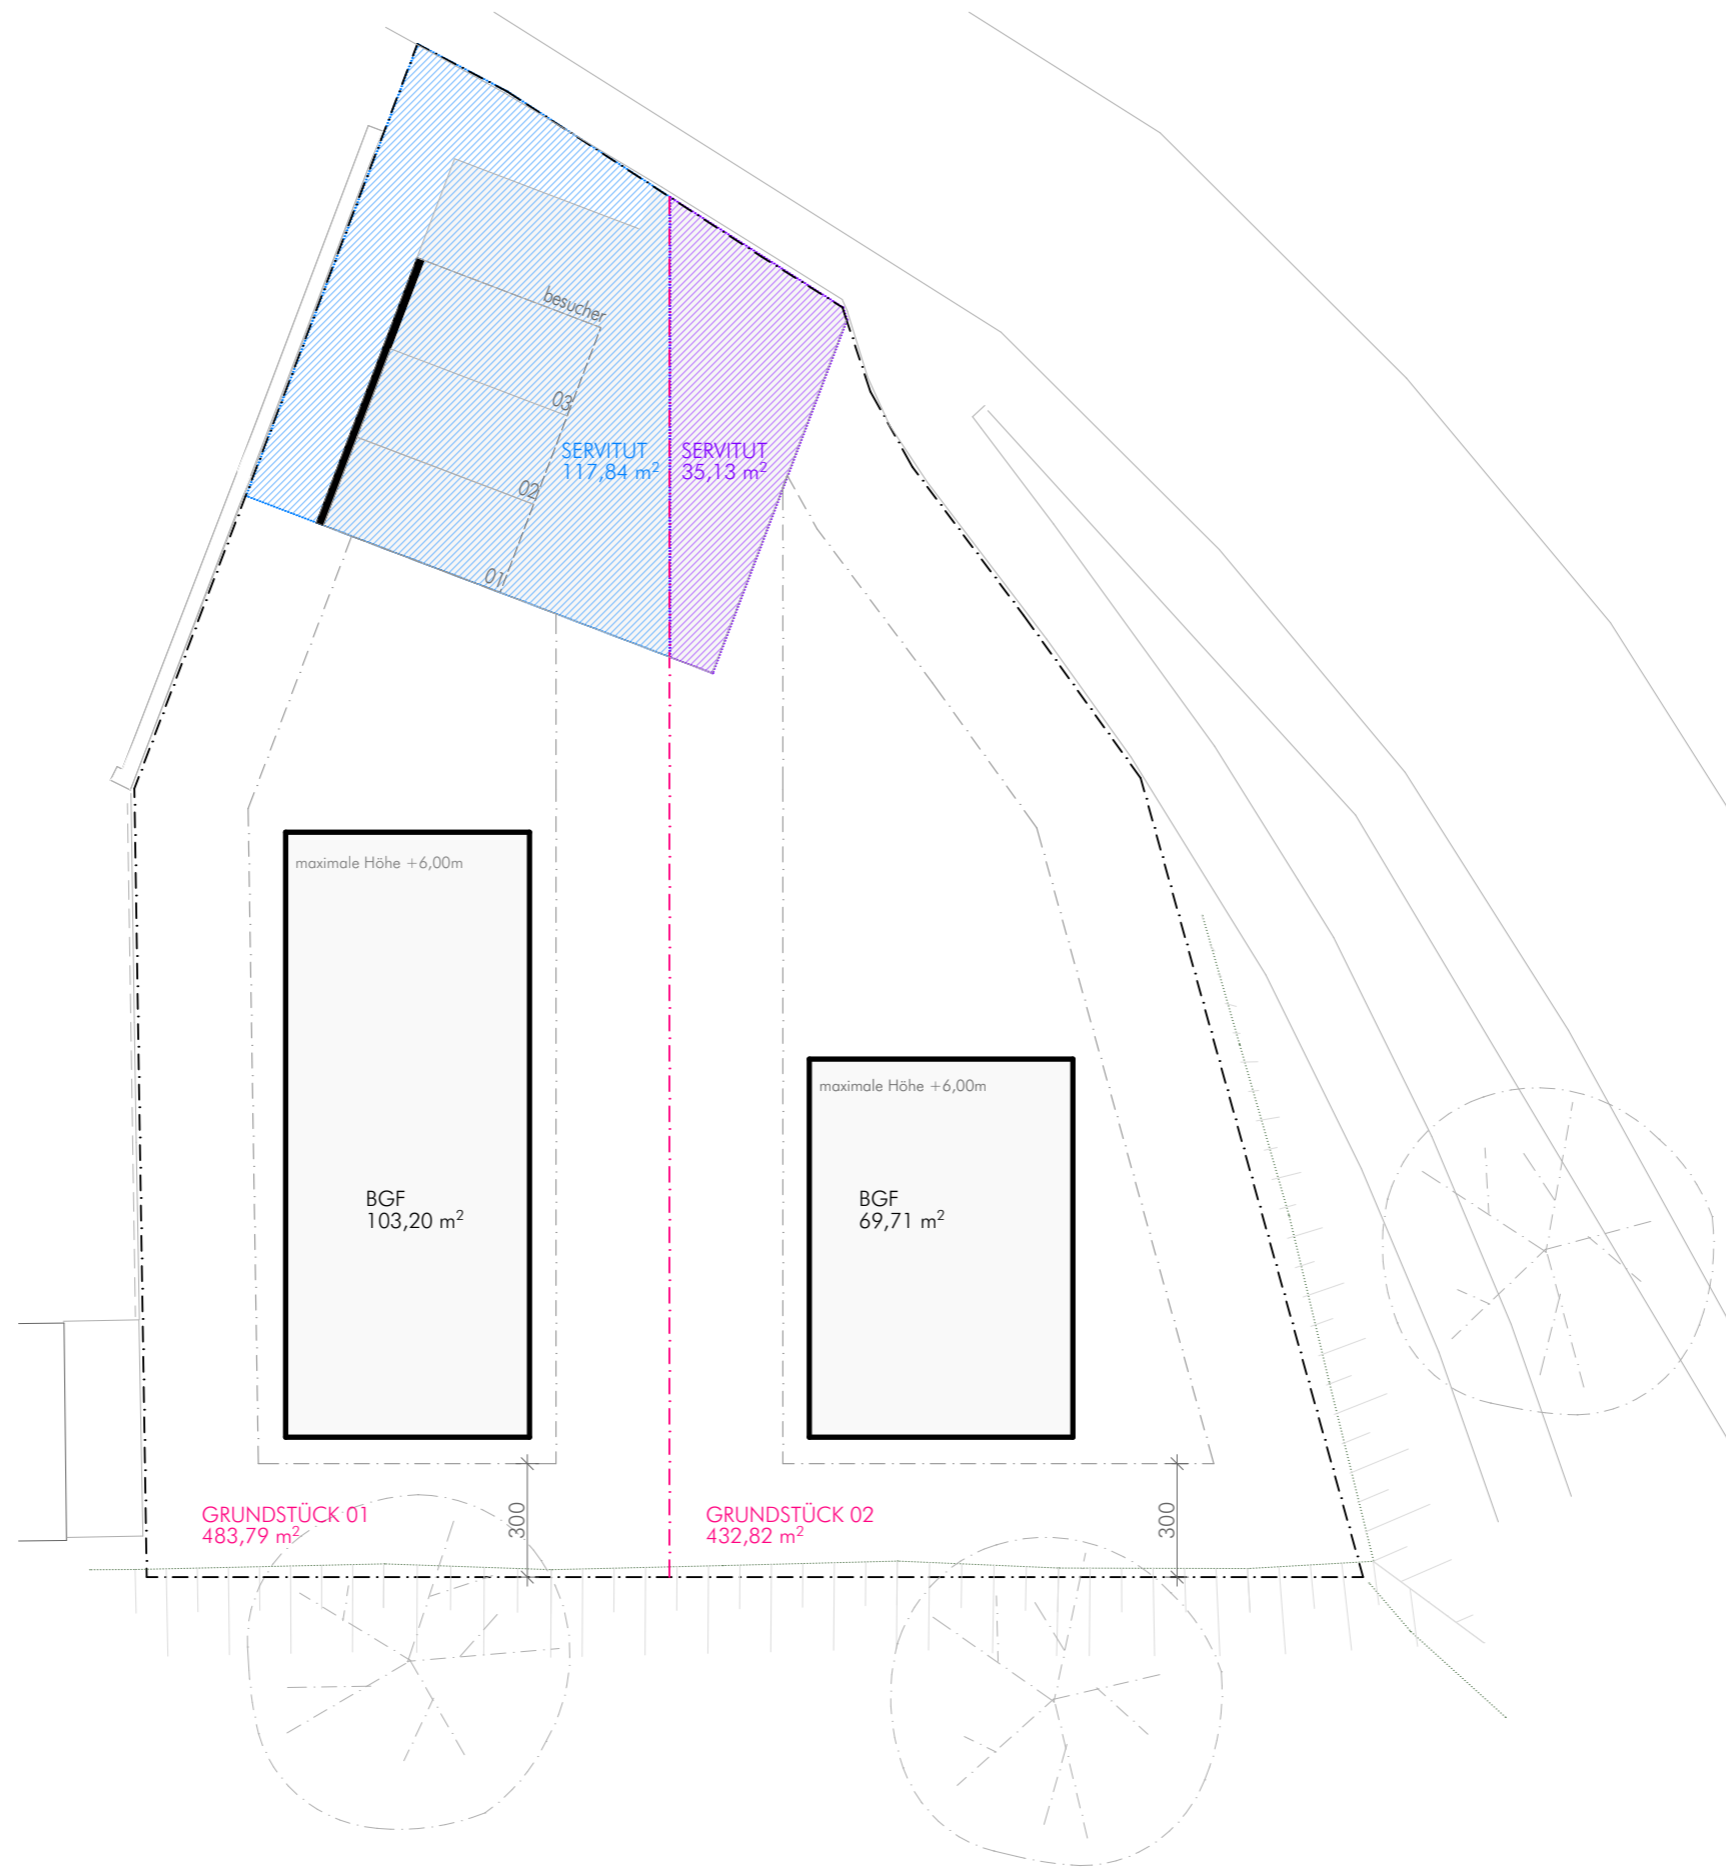 besucher
03
02
01
SERVITUT
117,84 m²
SERVITUT
35,13 m²
maximale Höhe +6,00m
maximale Höhe +6,00m
BGF
103,20 m²
BGF
69,71 m²
GRUNDSTÜCK 01
483,79 m²
300
GRUNDSTÜCK 02
432,82 m²
300